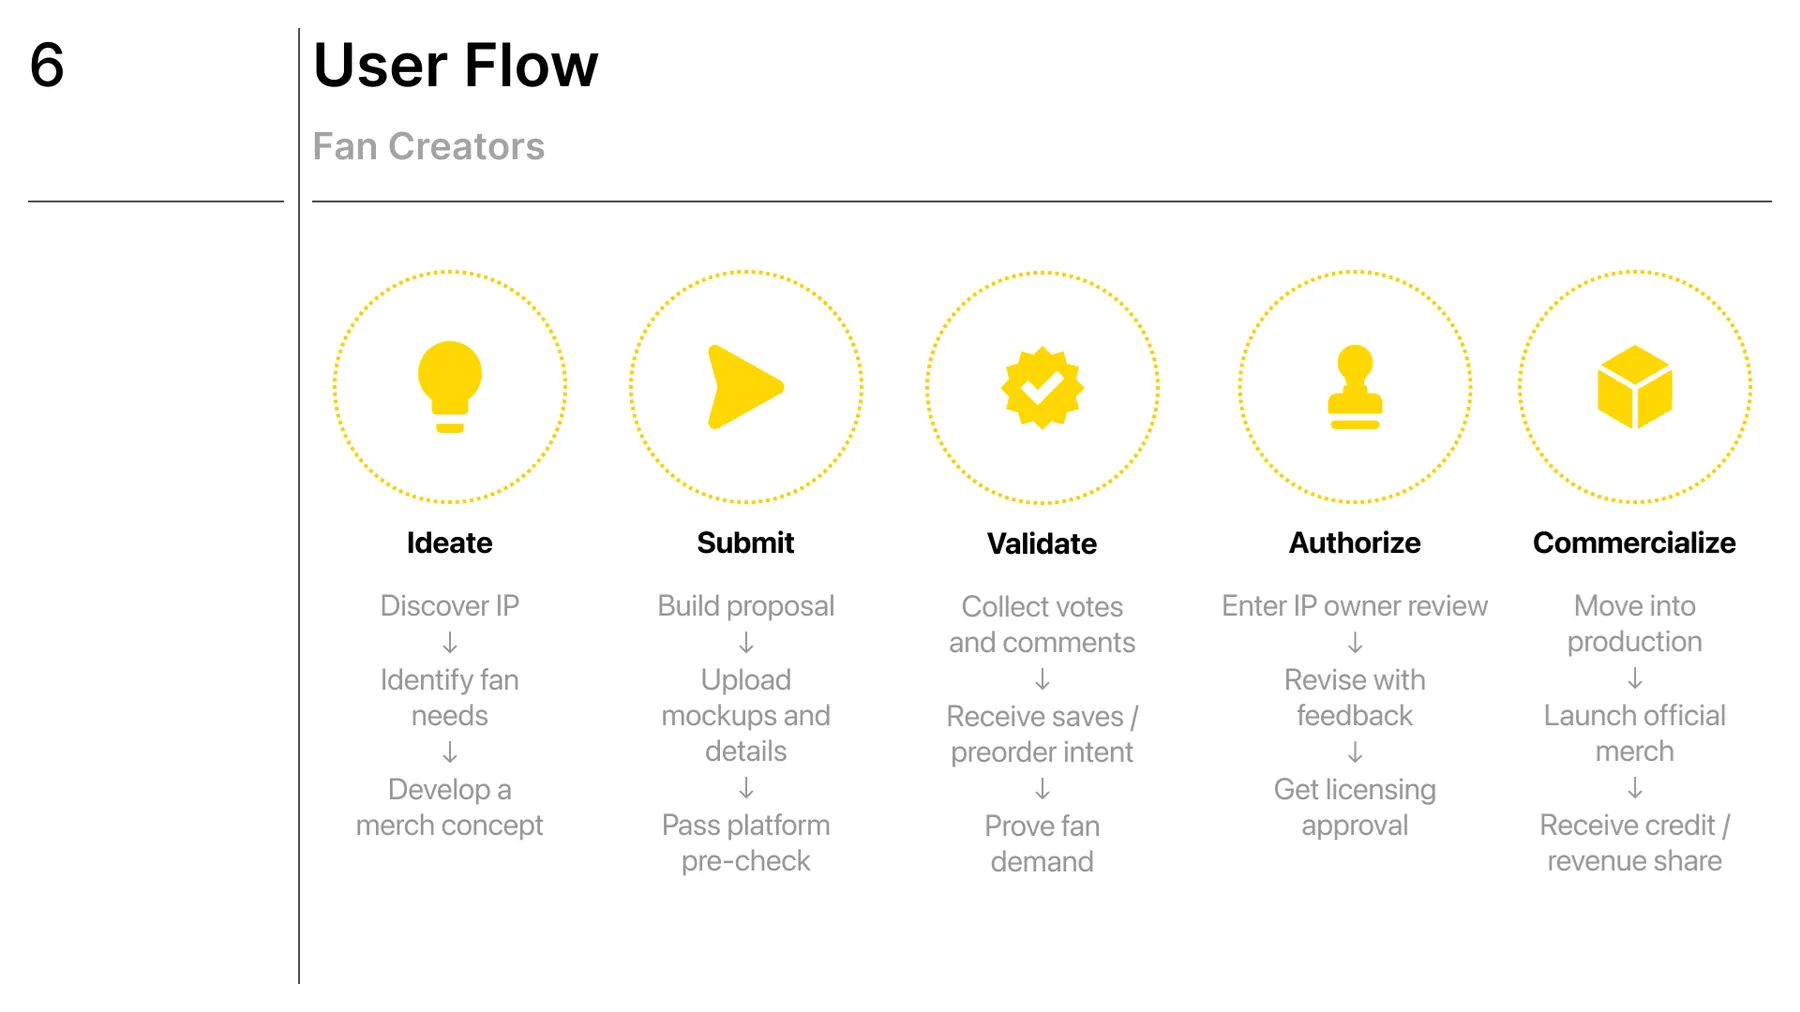 6
User Flow
Fan Creators
Ideate
Discover IP
↓
Identify fan
needs
↓
Develop a
merch concept
Submit
Build proposal
↓
Upload
mockups and
details
↓
Pass platform
pre-check
Validate
Collect votes
and comments
↓
Receive saves /
preorder intent
↓
Prove fan
demand
Authorize
Enter IP owner review
↓
Revise with
feedback
↓
Get licensing
approval
Commercialize
Move into
production
↓
Launch official
merch
↓
Receive credit /
revenue share